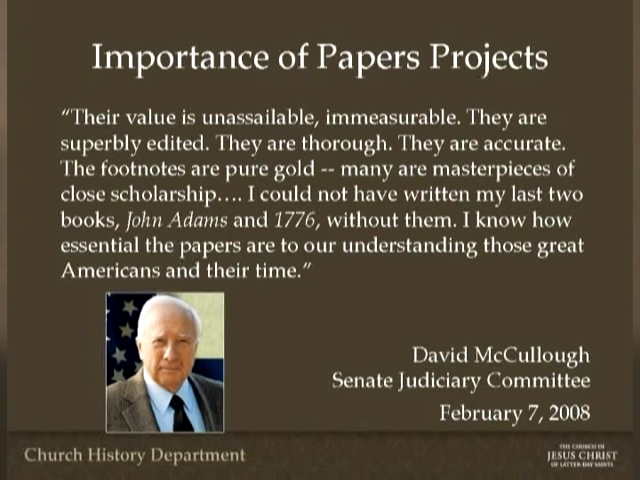 Importance of Papers Projects
“Their value is unassailable, immeasurable. They are
superbly edited. They are thorough. They are accurate.
The footnotes are pure gold -- many are masterpieces of
close scholarship…. I could not have written my last two
books, John Adams and 1776, without them. I know how
essential the papers are to our understanding those great
Americans and their time.”
David McCullough
Senate Judiciary Committee
February 7, 2008
Church History Department
THE CHURCH OF
JESUS CHRIST
OF LATTER-DAY SAINTS